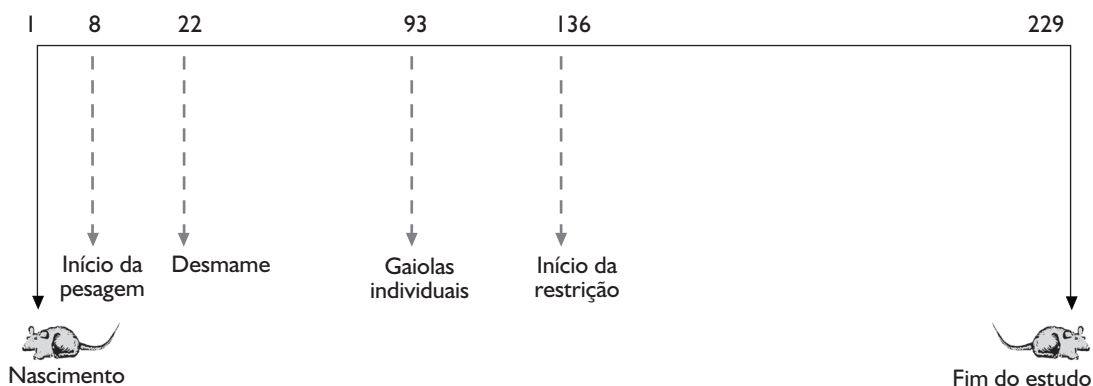 1 8 22 93 136 229
Início da
pesagem
Desmame
Gaiolas
individuais
Início da
restrição
Nascimento
Fim do estudo